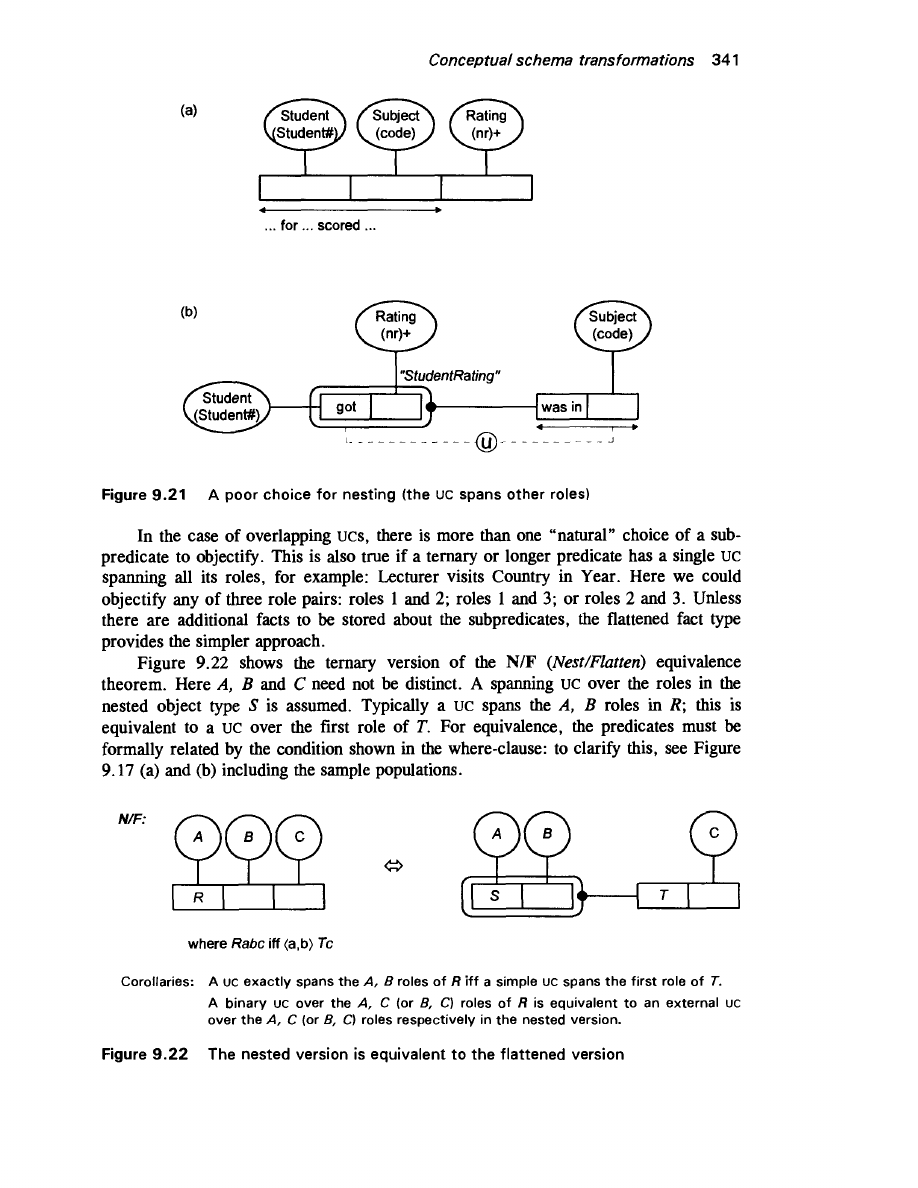 Conceptual schema transformations 341
(a)
Student (Student#)
Subject (code)
Rating (nr)+
... for ... scored ...
(b)
Rating (nr)+
Subject (code)
"StudentRating"
Student (Student#)
got
was in
u
Figure 9.21 A poor choice for nesting (the UC spans other roles)
In the case of overlapping UCs, there is more than one “natural” choice of a sub-
predicate to objectify. This is also true if a ternary or longer predicate has a single UC
spanning all its roles, for example: Lecturer visits Country in Year. Here we could
objectify any of three role pairs: roles 1 and 2; roles 1 and 3; or roles 2 and 3. Unless
there are additional facts to be stored about the subpredicates, the flattened fact type
provides the simpler approach.
Figure 9.22 shows the ternary version of the N/F (Nest/Flatten) equivalence
theorem. Here A, B and C need not be distinct. A spanning UC over the roles in the
nested object type S is assumed. Typically a UC spans the A, B roles in R; this is
equivalent to a UC over the first role of T. For equivalence, the predicates must be
formally related by the condition shown in the where-clause: to clarify this, see Figure
9.17 (a) and (b) including the sample populations.
N/F:
A B C
⇔
A B C
R
S
T
where Rabc iff ⟨a,b⟩ Tc
Corollaries: A UC exactly spans the A, B roles of R iff a simple UC spans the first role of T.
A binary UC over the A, C (or B, C) roles of R is equivalent to an external UC
over the A, C (or B, C) roles respectively in the nested version.
Figure 9.22 The nested version is equivalent to the flattened version